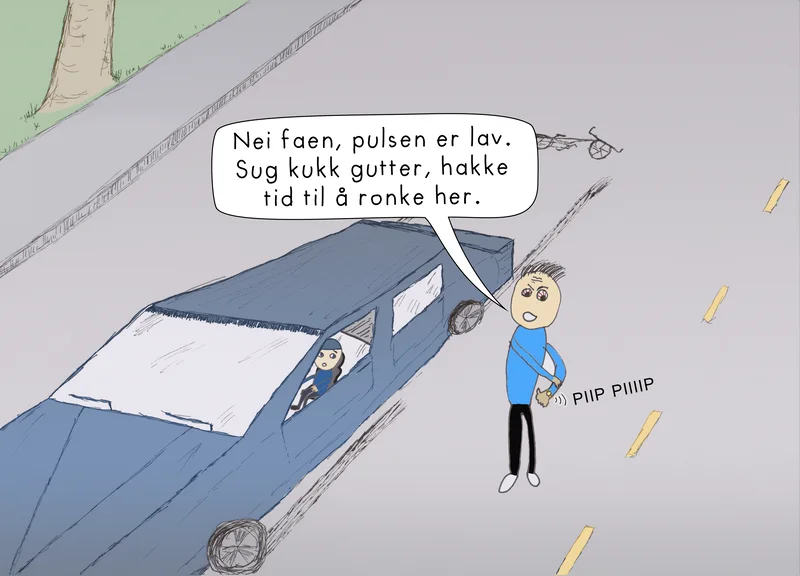 Nei faen, pulsen er lav.
Sug kukk gutter, hakke
tid til å ronke her.
PIIP PIIIIP